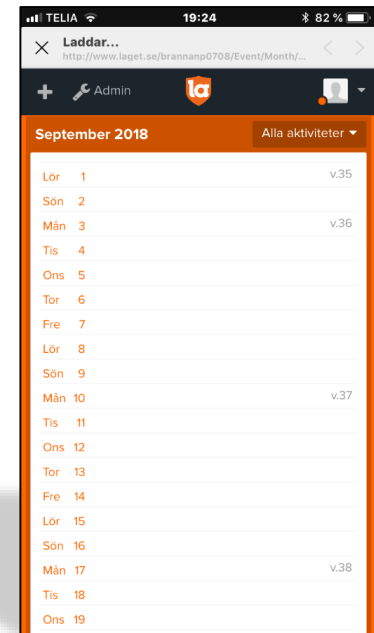 TELIA 19:24 82 %
Laddar...
http://www.laget.se/brannanp0708/Event/Month/...
Admin la
September 2018 Alla aktiviteter
Lör 1 v.35
Sön 2
Mån 3 v.36
Tis 4
Ons 5
Tor 6
Fre 7
Lör 8
Sön 9
Mån 10 v.37
Tis 11
Ons 12
Tor 13
Fre 14
Lör 15
Sön 16
Mån 17 v.38
Tis 18
Ons 19